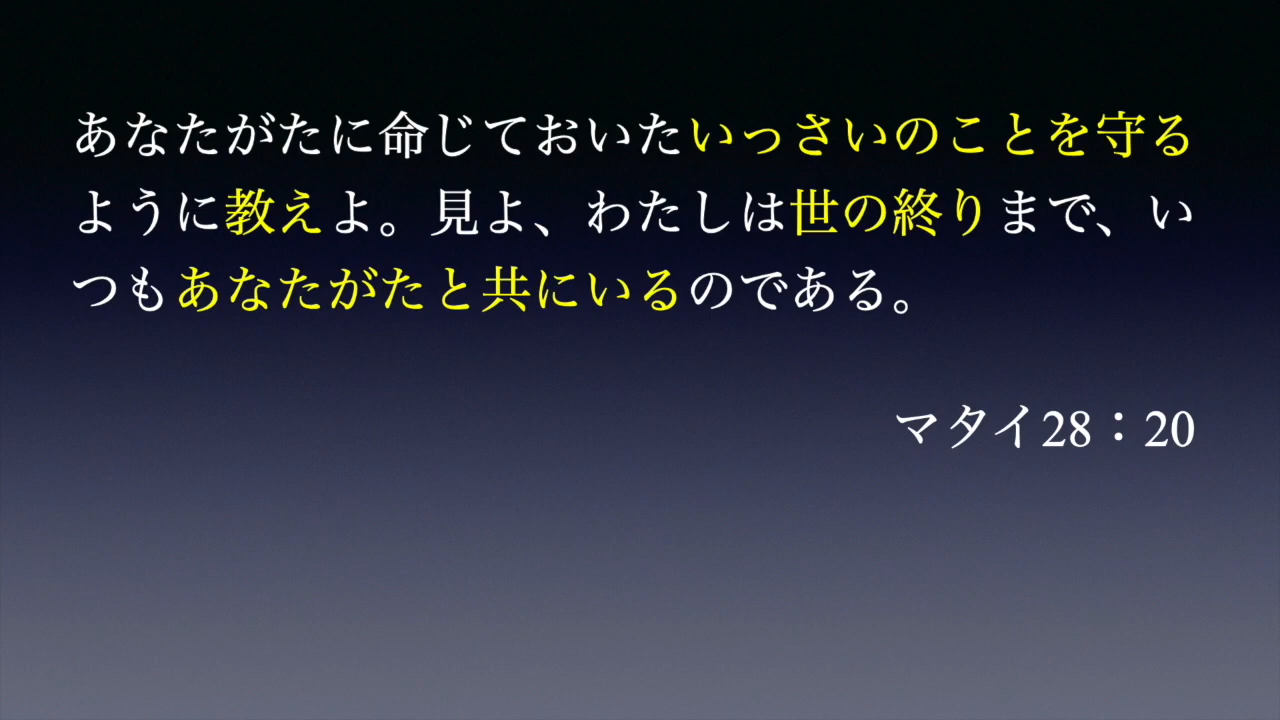 あなたがたに命じておいたいっさいのことを守る
ように教えよ。見よ、わたしは世の終りまで、い
つもあなたがたと共にいるのである。
マタイ28：20